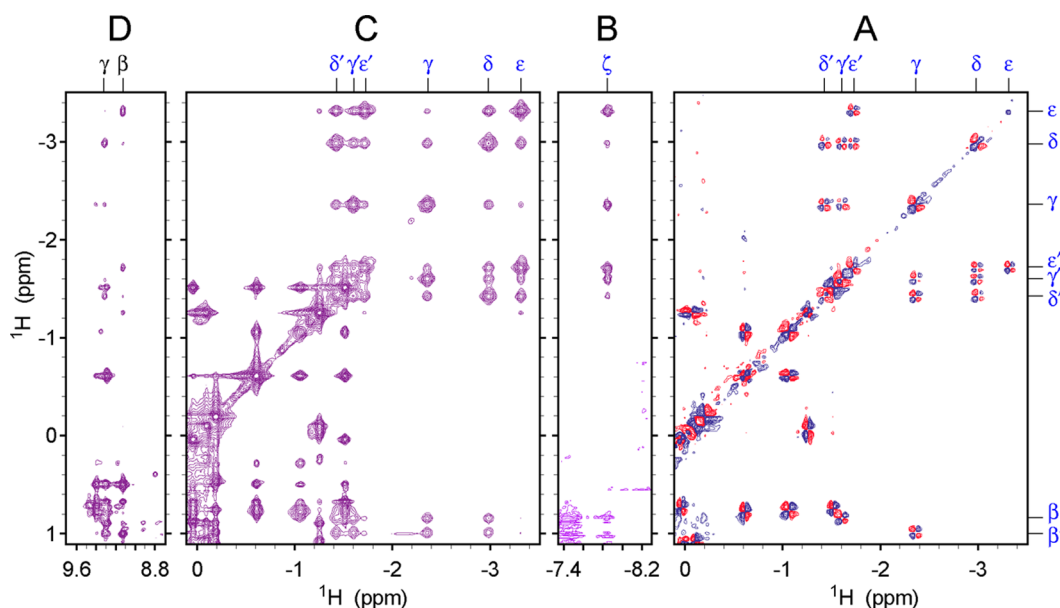 D C B A
γ β δ′ γ′ ε′ γ δ ε ζ δ′ γ′ ε′ γ δ ε
ε
-3 δ
γ
-2
ε′
γ′
δ′
-1
¹H (ppm)
0
β
1 β
9.6 8.8 0 -1 -2 -3 -7.4 -8.2 0 -1 -2 -3
¹H (ppm) ¹H (ppm)